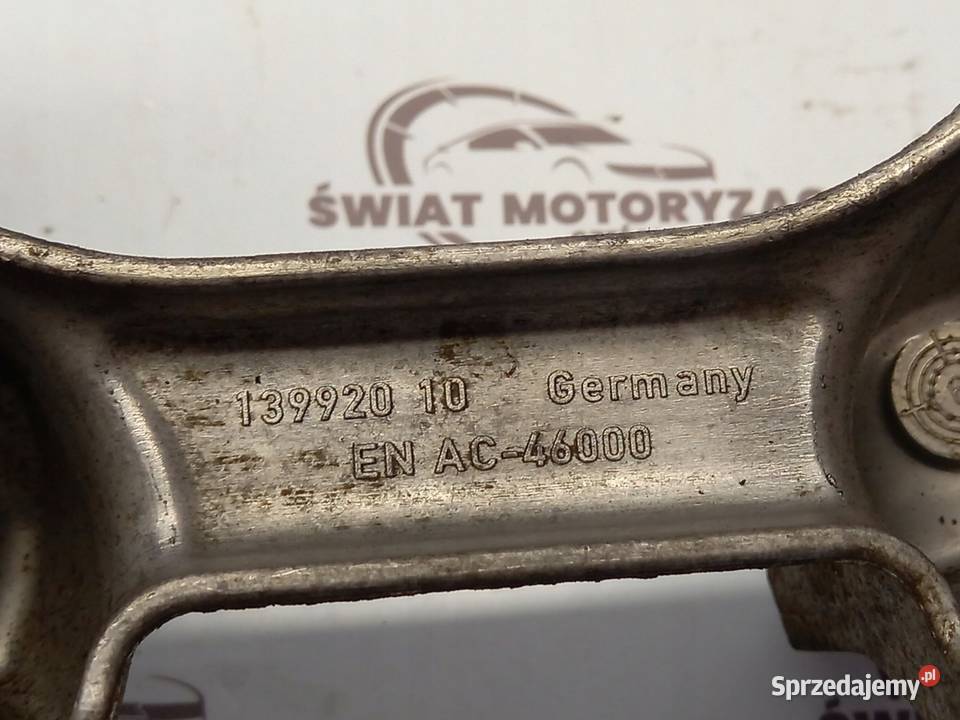 ŚWIAT MOTORYZAC
139920 10 Germany
EN AC-46000
Sprzedajemy.pl